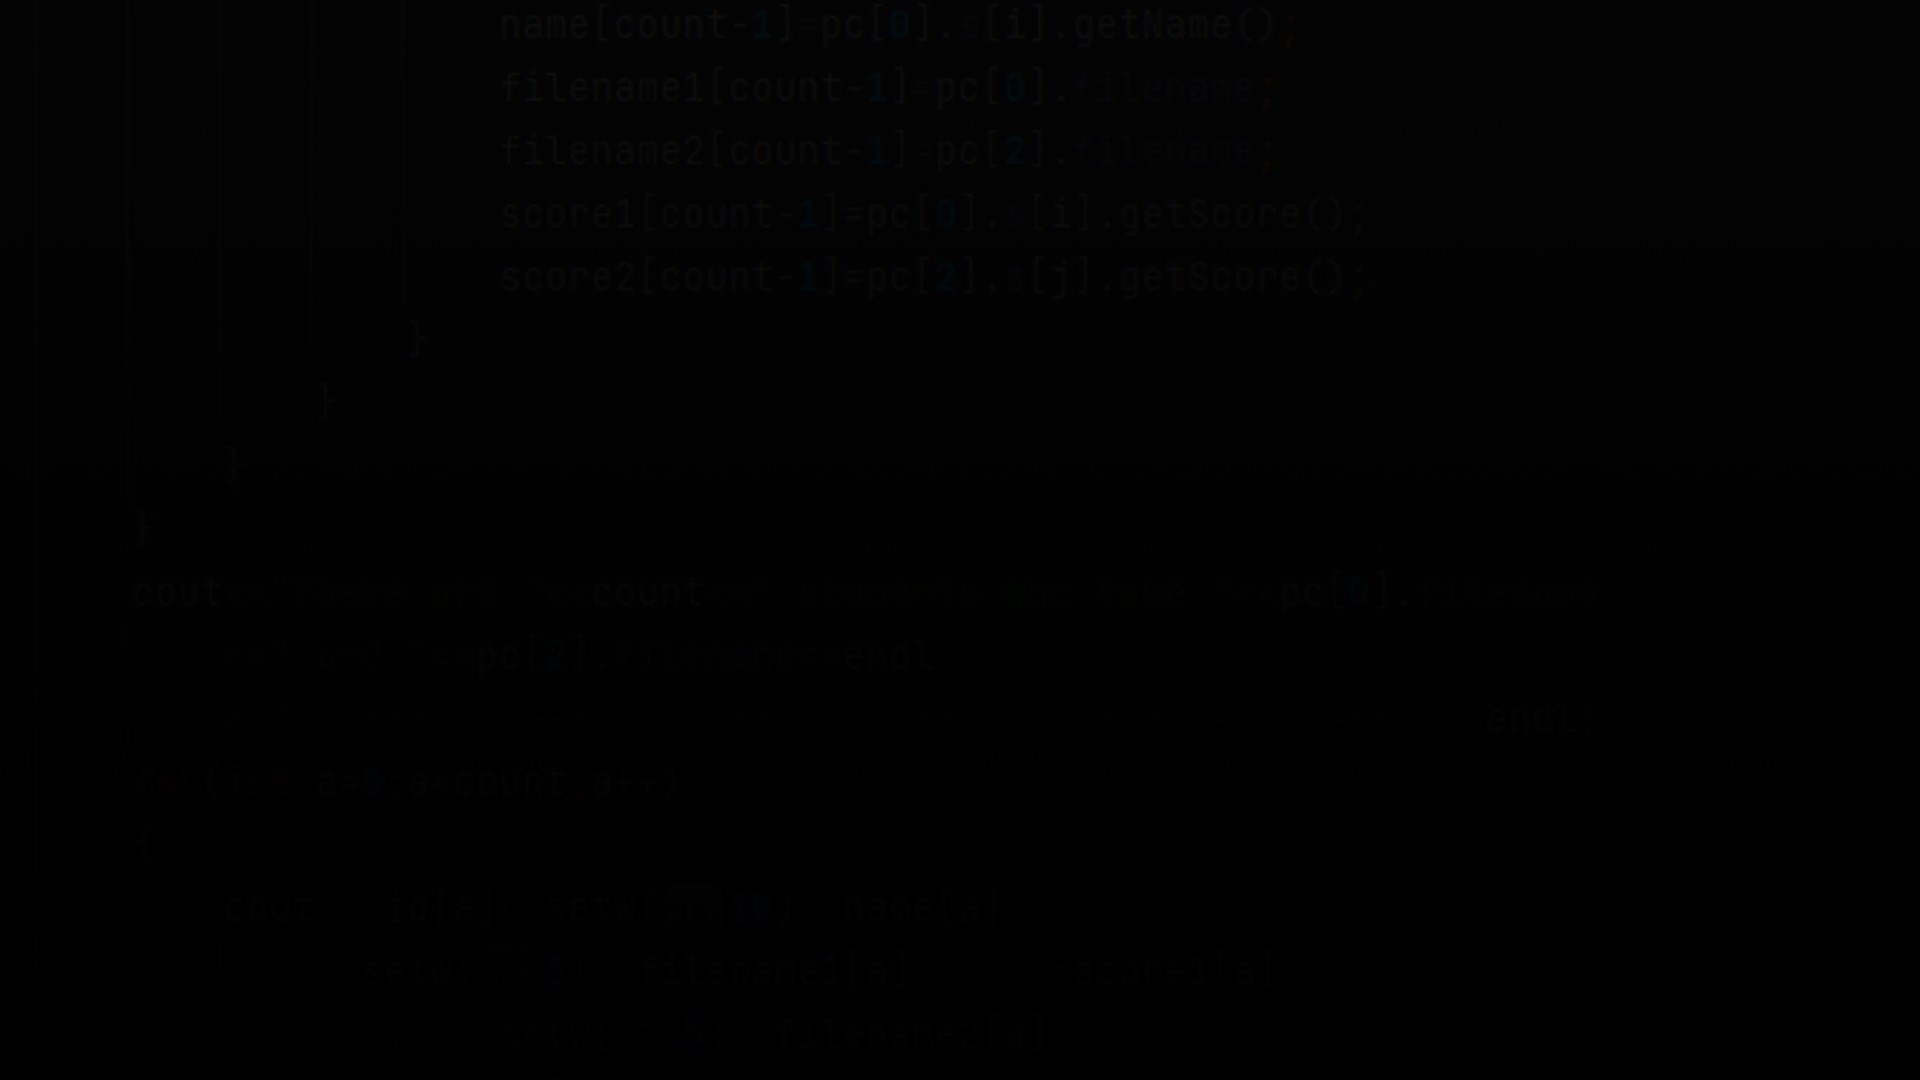 name[count-1]=pc[0].s[i].getName();
filename1[count-1]=pc[0].filename;
filename2[count-1]=pc[2].filename;
score1[count-1]=pc[0].s[i].getScore();
score2[count-1]=pc[2].s[j].getScore();
}
}
}
}
cout<<"There are "<<count<<" students who take "<<pc[0].filename
<<" and "<<pc[2].filename<<endl
endl;
for(int a=0;a<count;a++)
{
cout<< id[a]<<setw( 10)<<name[a]
<<setw( 8)<<filename1[a]<< score1[a]
<<setw( 5)<<filename2[a]<<